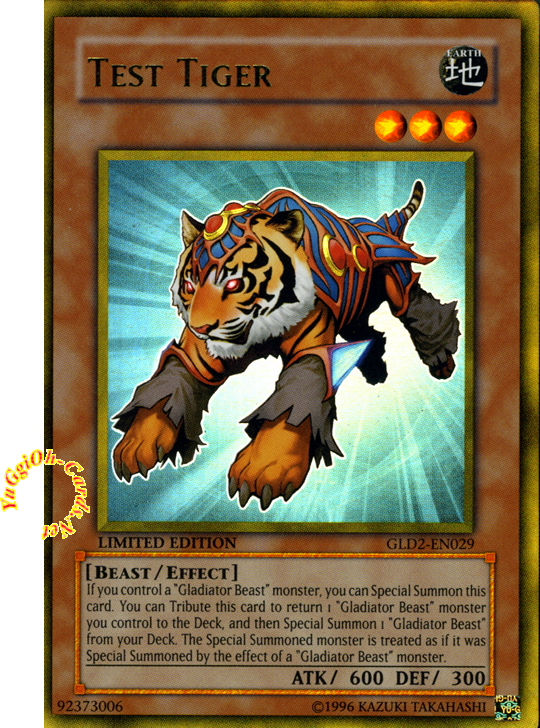 TEST TIGER
EARTH
地
LIMITED EDITION
GLD2-EN029
[BEAST/EFFECT]
If you control a "Gladiator Beast" monster, you can Special Summon this
card. You can Tribute this card to return 1 "Gladiator Beast" monster
you control to the Deck, and then Special Summon 1 "Gladiator Beast"
from your Deck. The Special Summoned monster is treated as if it was
Special Summoned by the effect of a "Gladiator Beast" monster.
ATK/ 600 DEF/ 300
92373006
©1996 KAZUKI TAKAHASHI
YuGgiOh-Cards.Net